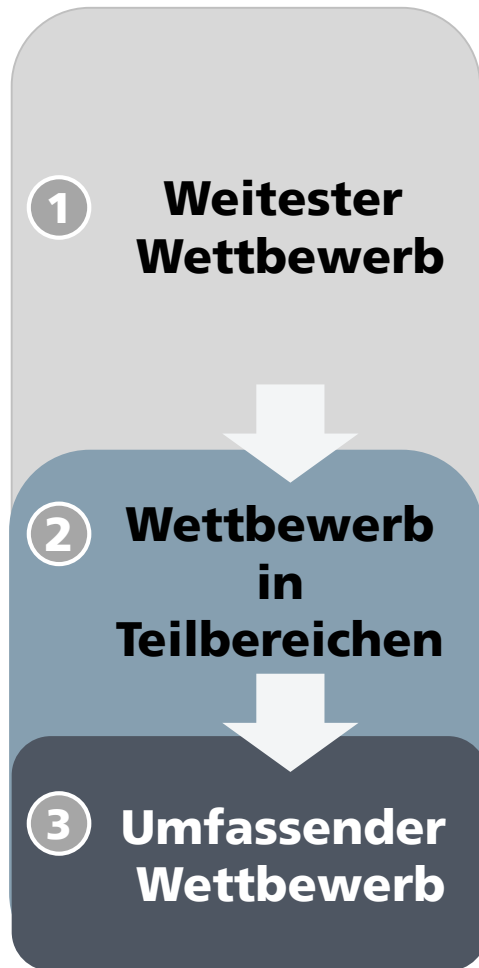 1 Weitester
Wettbewerb
2 Wettbewerb
in
Teilbereichen
3 Umfassender
Wettbewerb